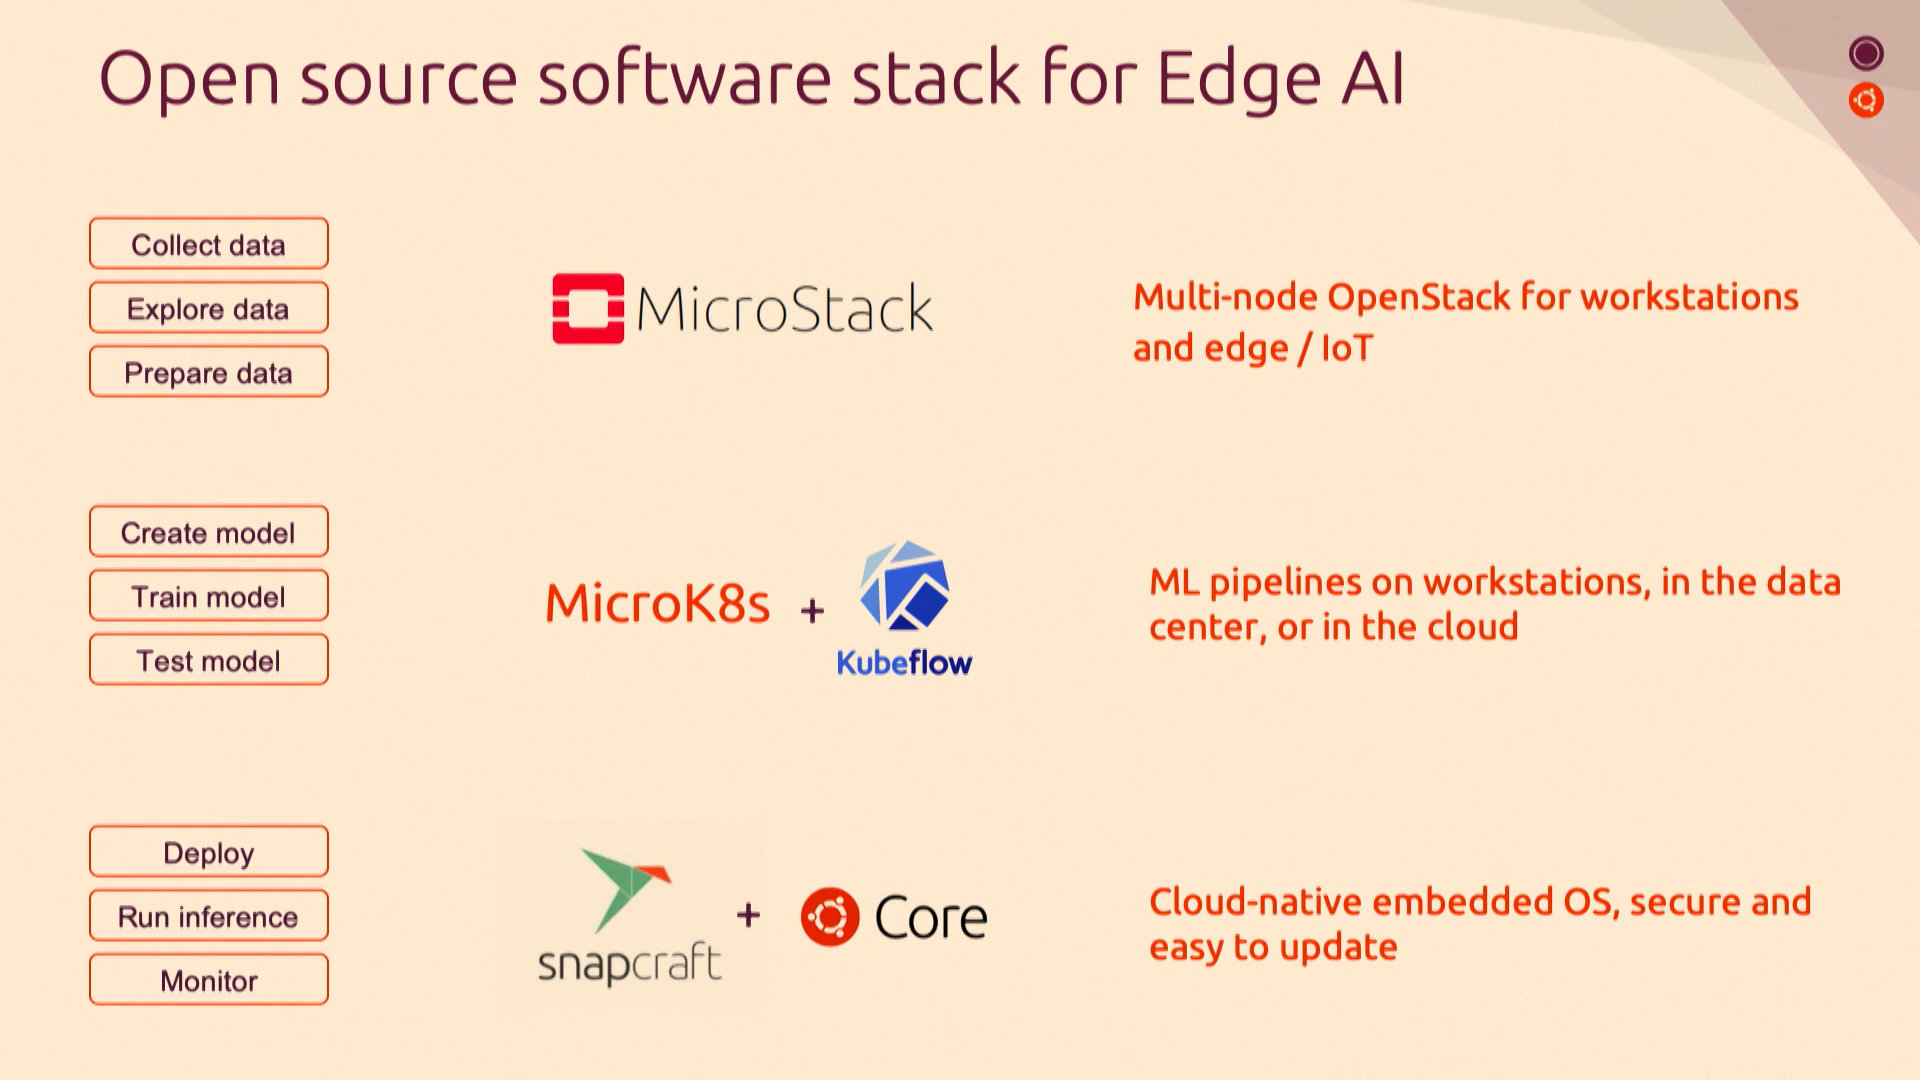 Open source software stack for Edge AI
Collect data
Explore data
Prepare data
MicroStack
Multi-node OpenStack for workstations
and edge / IoT
Create model
Train model
Test model
MicroK8s +
Kubeflow
ML pipelines on workstations, in the data
center, or in the cloud
Deploy
Run inference
Monitor
snapcraft
+
Core
Cloud-native embedded OS, secure and
easy to update